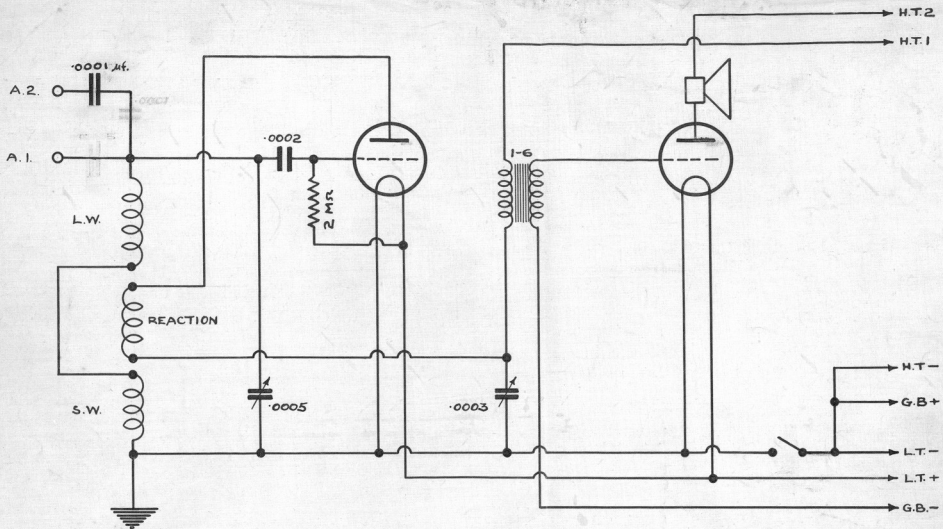 H.T.2
H.T.1
.0001 μf.
A.2.
A.1.
.0002
1-6
2 MΩ
L.W.
REACTION
S.W.
.0005
.0003
H.T-
G.B+
L.T.-
L.T.+
G.B.-